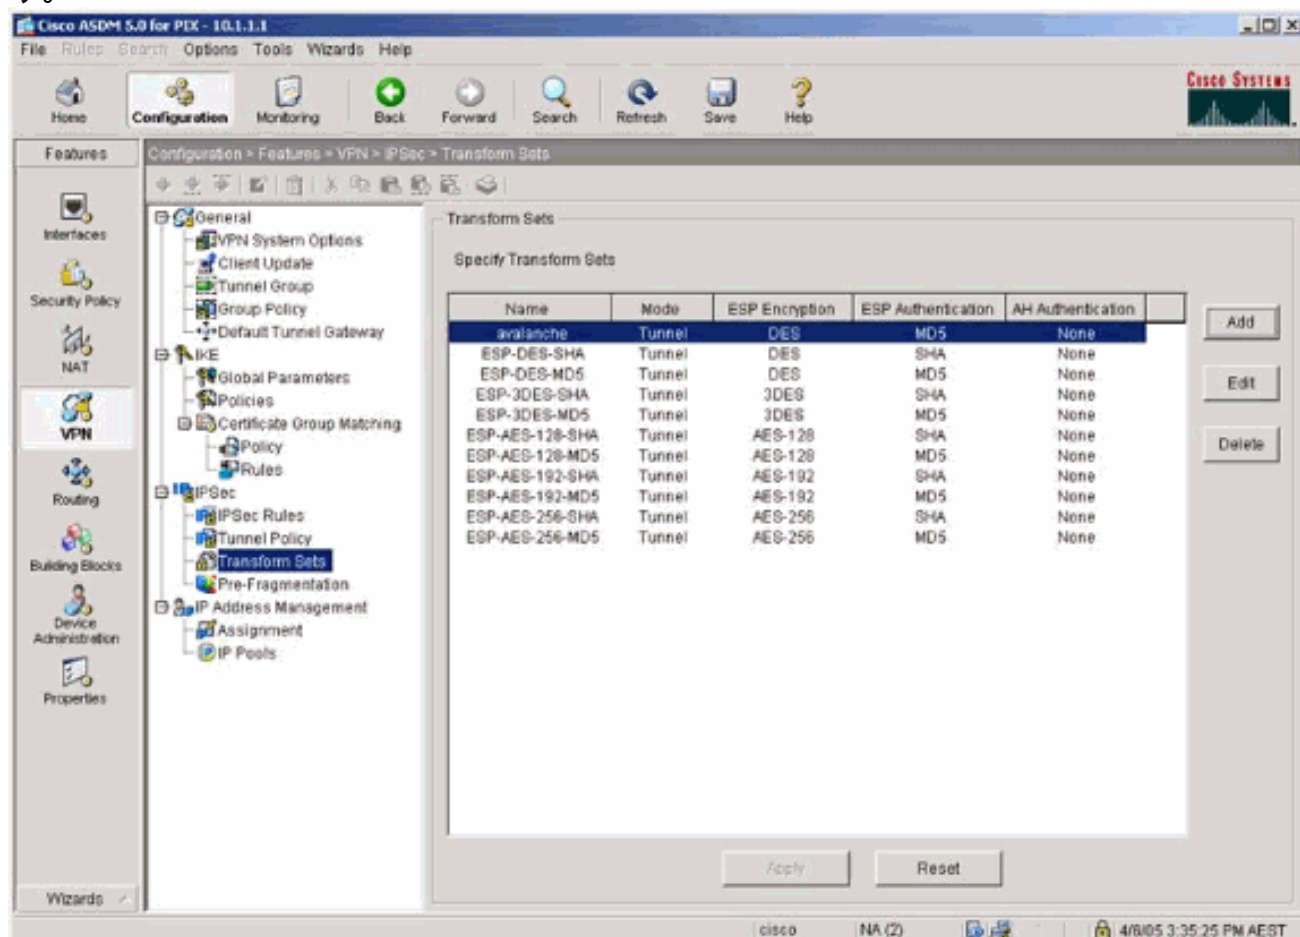 Cisco ASDM 5.0 for PIX - 10.1.1.1
File Rules Search Options Tools Wizards Help
Home Configuration Monitoring Back Forward Search Refresh Save Help
CISCO SYSTEMS
Features
Configuration > Features > VPN > IPSec > Transform Sets
Interfaces
Security Policy
NAT
VPN
Routing
Building Blocks
Device Administration
Properties
Wizards
General
VPN System Options
Client Update
Tunnel Group
Group Policy
Default Tunnel Gateway
IKE
Global Parameters
Policies
Certificate Group Matching
Policy
Rules
IPSec
IPSec Rules
Tunnel Policy
Transform Sets
Pre-Fragmentation
IP Address Management
Assignment
IP Pools
Transform Sets
Specify Transform Sets
Name Mode ESP Encryption ESP Authentication AH Authentication
avalanche Tunnel DES MD5 None
ESP-DES-SHA Tunnel DES SHA None
ESP-DES-MD5 Tunnel DES MD5 None
ESP-3DES-SHA Tunnel 3DES SHA None
ESP-3DES-MD5 Tunnel 3DES MD5 None
ESP-AES-128-SHA Tunnel AES-128 SHA None
ESP-AES-128-MD5 Tunnel AES-128 MD5 None
ESP-AES-192-SHA Tunnel AES-192 SHA None
ESP-AES-192-MD5 Tunnel AES-192 MD5 None
ESP-AES-256-SHA Tunnel AES-256 SHA None
ESP-AES-256-MD5 Tunnel AES-256 MD5 None
Add
Edit
Delete
Apply Reset
cisco NA (2) 4/6/05 3:35:25 PM AEST